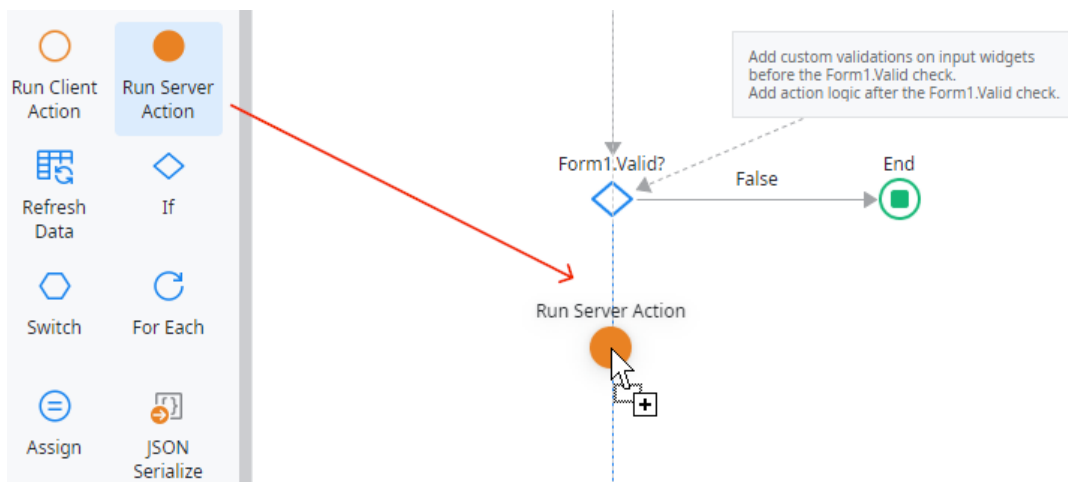 Run Client
Action
Run Server
Action
Refresh
Data
If
Switch
For Each
Assign
JSON
Serialize
Add custom validations on input widgets
before the Form1.Valid check.
Add action logic after the Form1.Valid check.
Form1.Valid?
False
End
Run Server Action